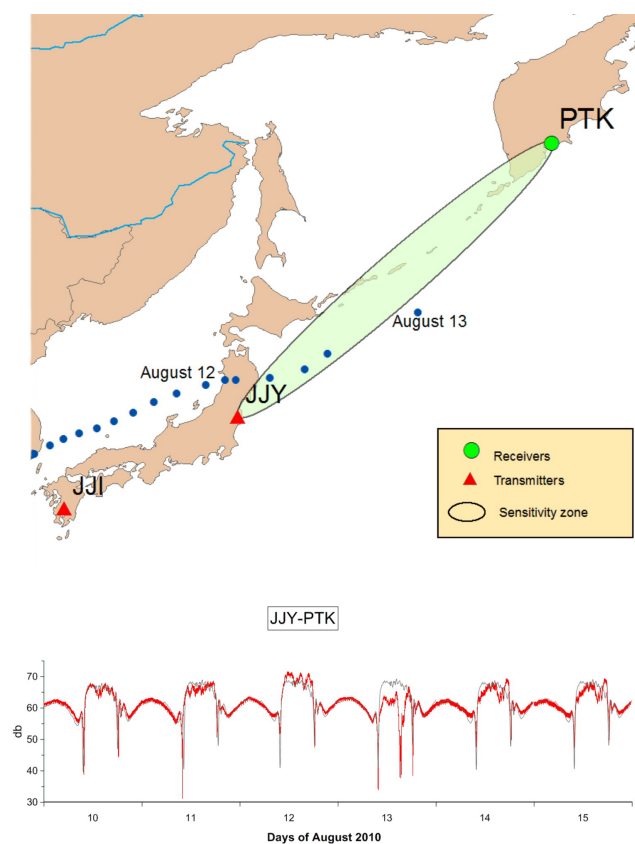 PTK
August 13
August 12
JJY
JJI
Receivers
Transmitters
Sensitivity zone
JJY-PTK
70
60
50
40
30
db
10 11 12 13 14 15
Days of August 2010